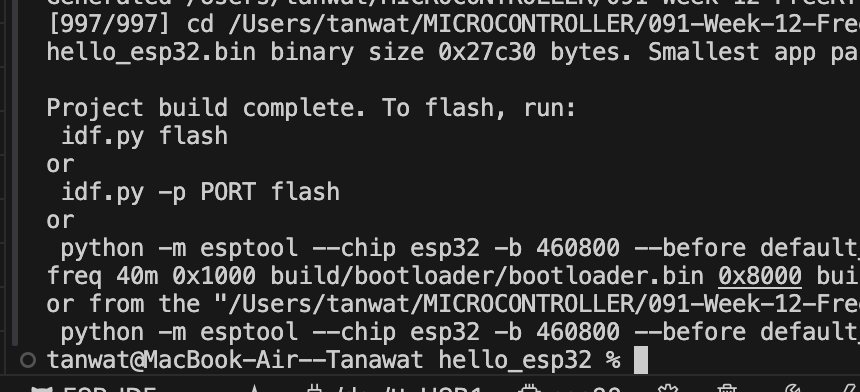 [997/997] cd /Users/tanwat/MICROCONTROLLER/091-Week-12-Fre
hello_esp32.bin binary size 0x27c30 bytes. Smallest app pa
Project build complete. To flash, run:
idf.py flash
or
idf.py -p PORT flash
or
python -m esptool --chip esp32 -b 460800 --before default_
freq 40m 0x1000 build/bootloader/bootloader.bin 0x8000 bui
or from the "/Users/tanwat/MICROCONTROLLER/091-Week-12-Fre
python -m esptool --chip esp32 -b 460800 --before default_
tanwat@MacBook-Air--Tanawat hello_esp32 %